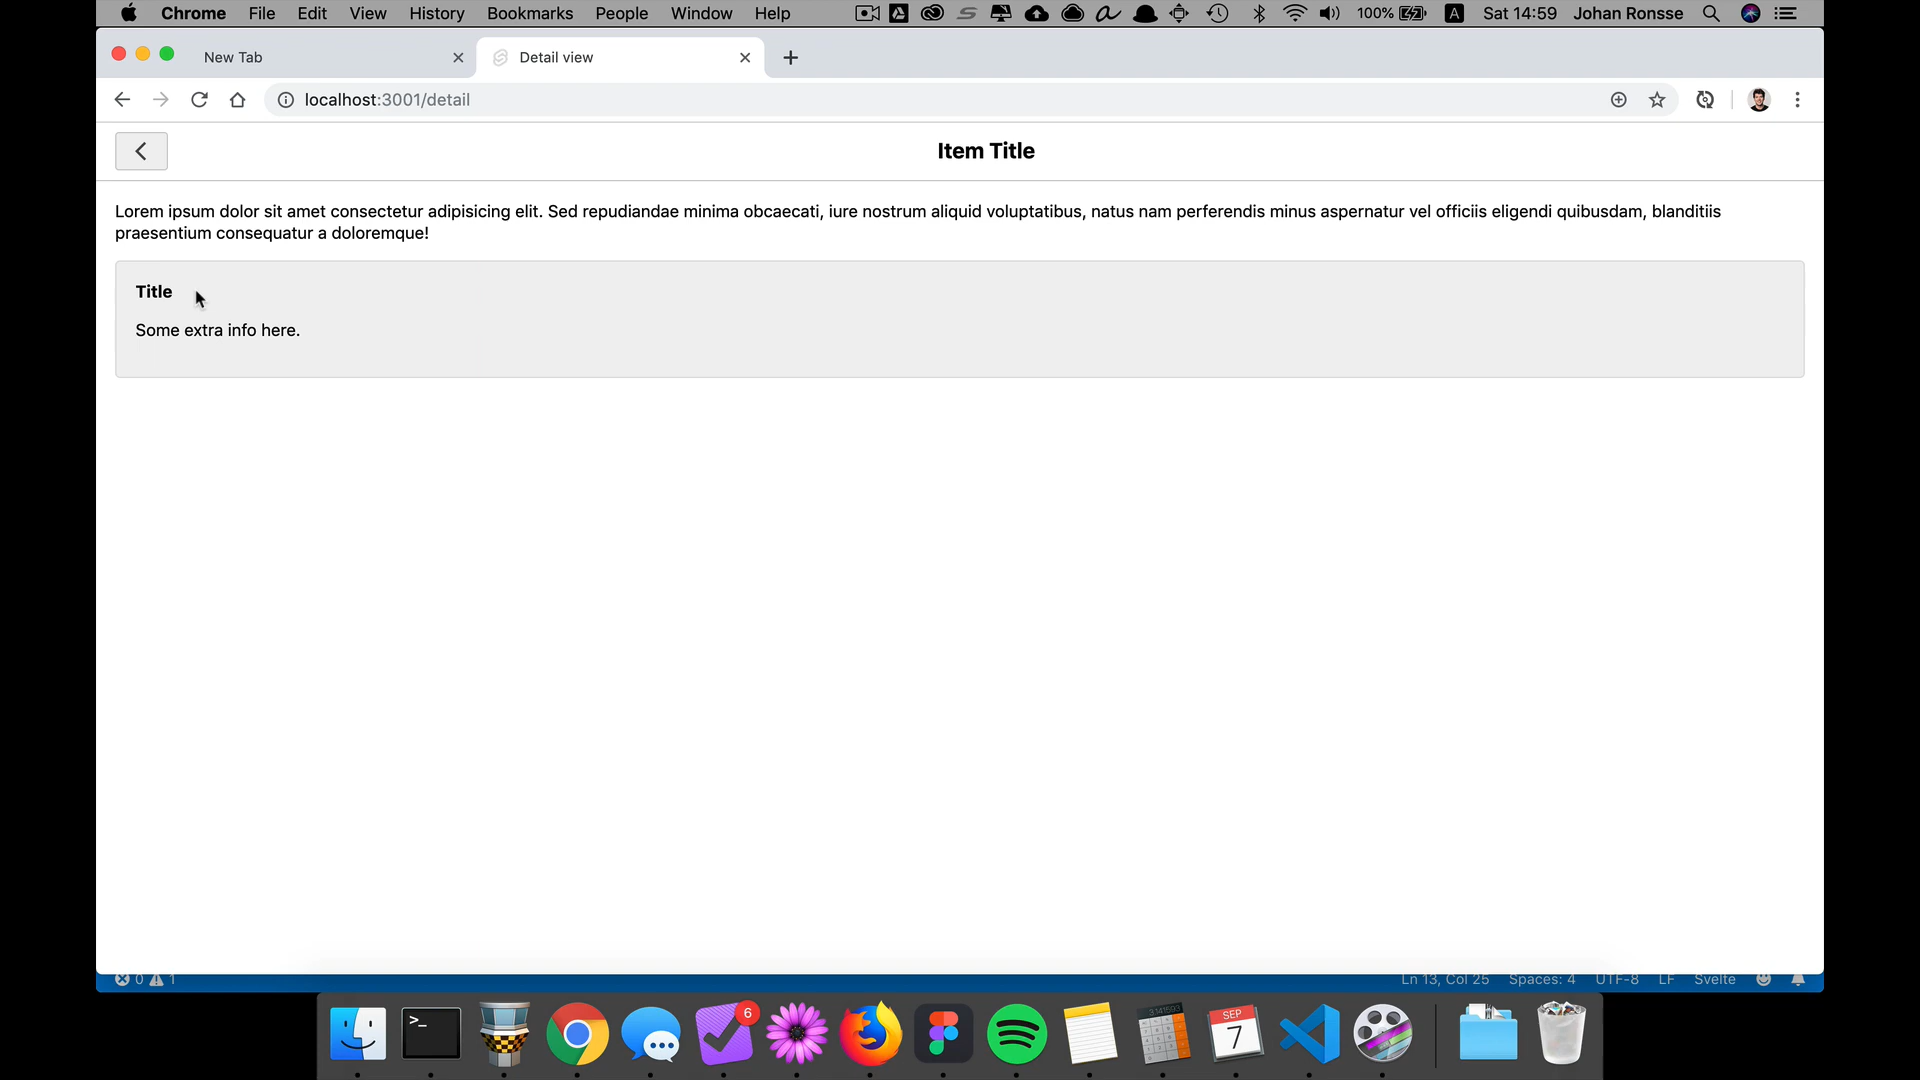 Chrome File Edit View History Bookmarks People Window Help 100% A Sat 14:59 Johan Ronsse
New Tab Detail view
localhost:3001/detail
Item Title
Lorem ipsum dolor sit amet consectetur adipisicing elit. Sed repudiandae minima obcaecati, iure nostrum aliquid voluptatibus, natus nam perferendis minus aspernatur vel officiis eligendi quibusdam, blanditiis
praesentium consequatur a doloremque!
Title
Some extra info here.
0 1 Ln 13, Col 25 Spaces: 4 UTF-8 LF Svelte
>_ 6 SEP
7